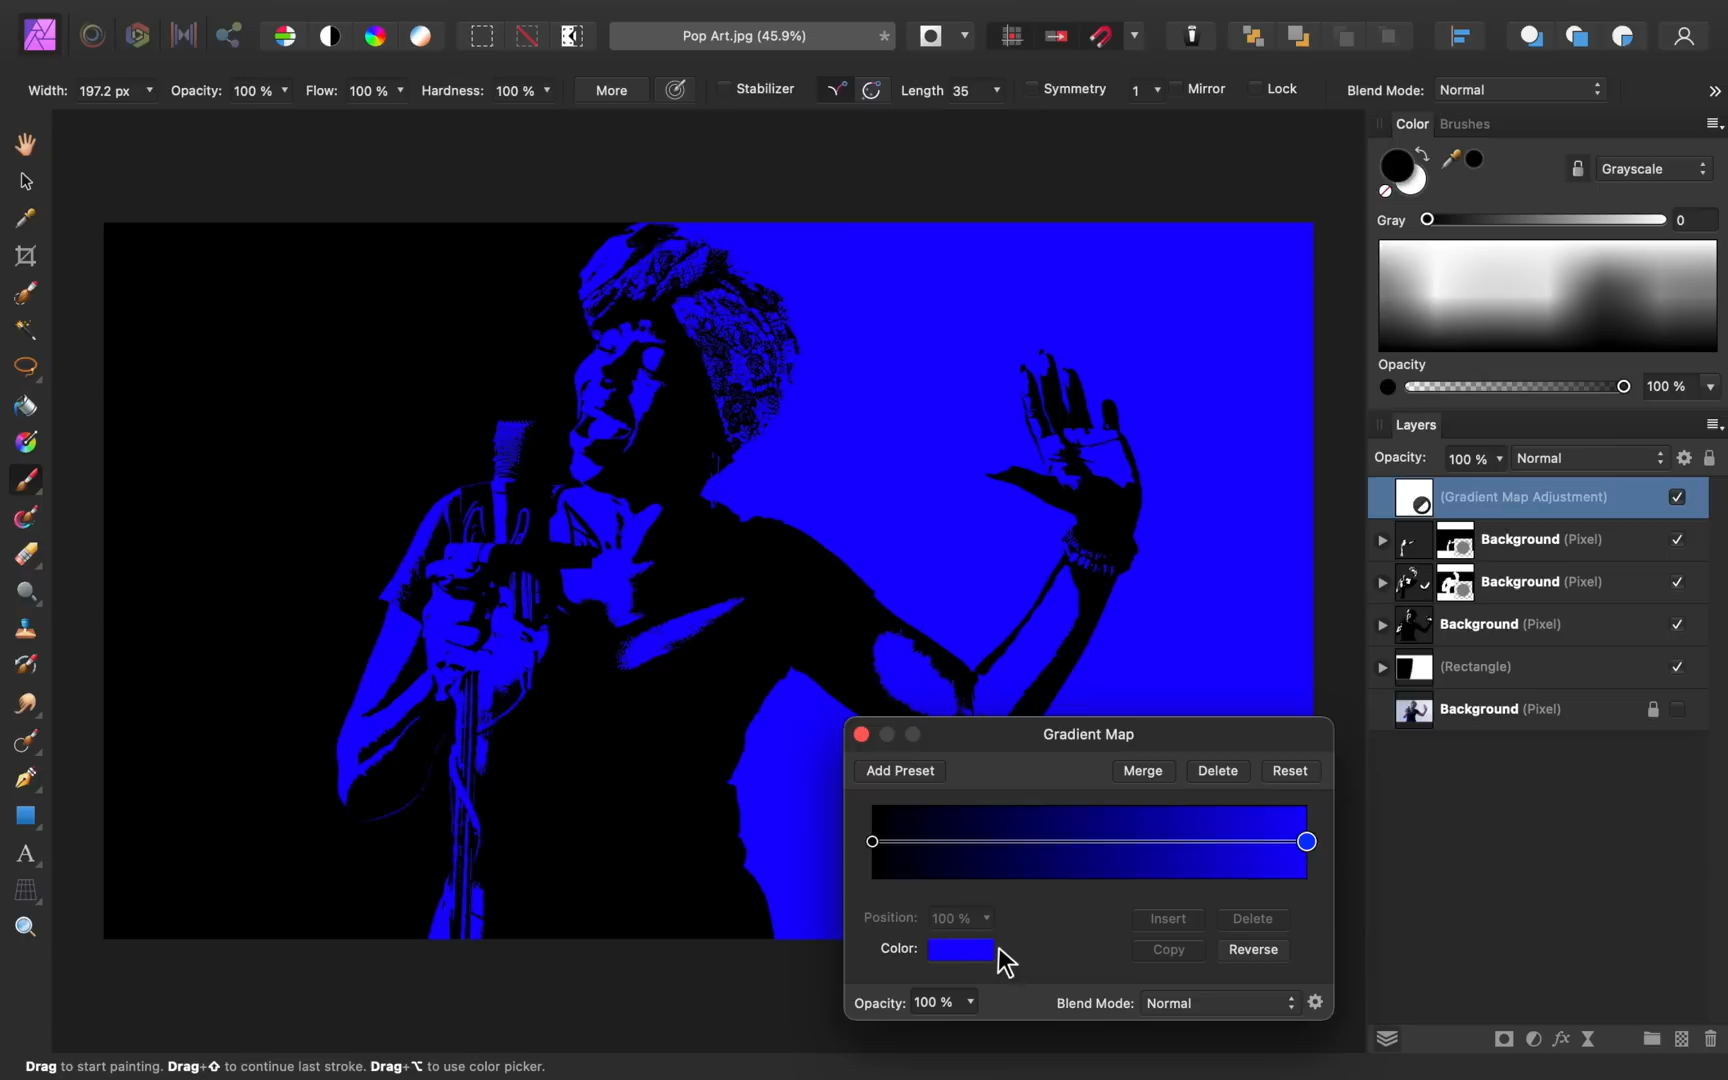 Pop Art.jpg (45.9%) *
Width: 197.2 px Opacity: 100 % Flow: 100 % Hardness: 100 % More Stabilizer Length 35 Symmetry 1 Mirror Lock Blend Mode: Normal
Color Brushes
Grayscale
Gray 0
Opacity
100 %
Layers
Opacity: 100 % Normal
(Gradient Map Adjustment)
Background (Pixel)
Background (Pixel)
Background (Pixel)
(Rectangle)
Background (Pixel)
Gradient Map
Add Preset Merge Delete Reset
Position: 100 % Insert Delete
Color: Copy Reverse
Opacity: 100 % Blend Mode: Normal
A
fx
Drag to start painting. Drag+⇧ to continue last stroke. Drag+⌥ to use color picker.